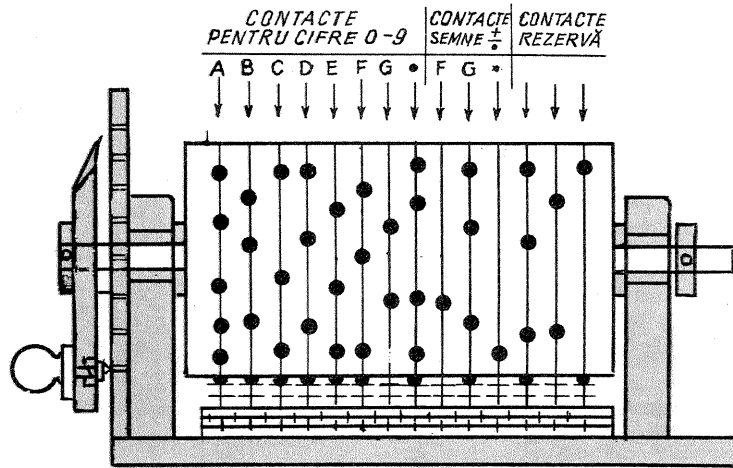 CONTACTE PENTRU CIFRE 0-9
CONTACTE SEMNE ±
CONTACTE REZERVĂ
A B C D E F G • F G *